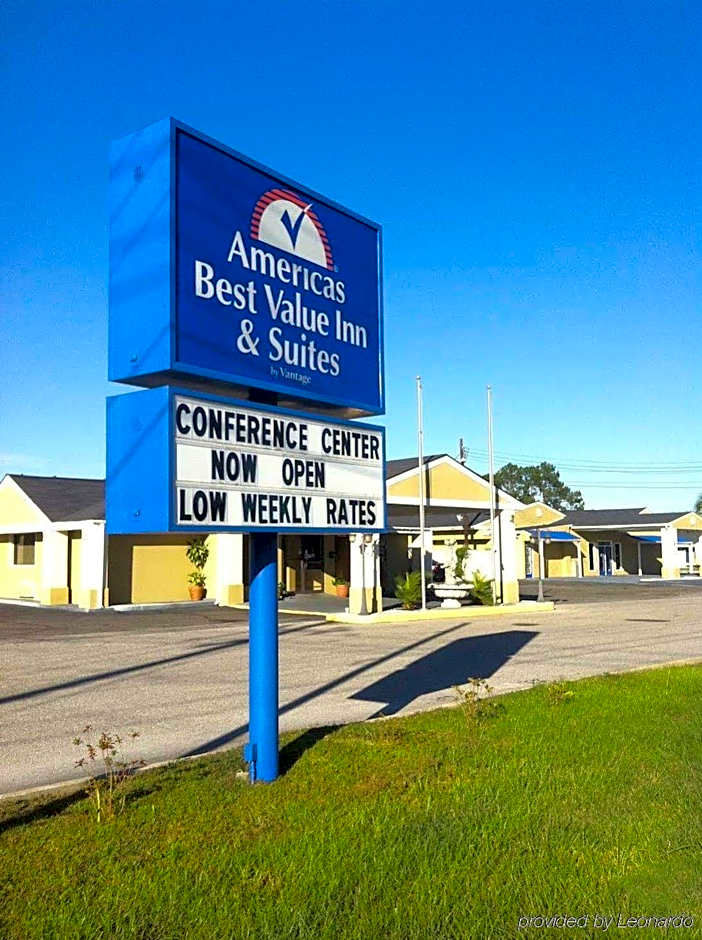 Americas
Best Value Inn
& Suites
by Vantage
CONFERENCE CENTER
NOW OPEN
LOW WEEKLY RATES
provided by Leonardo